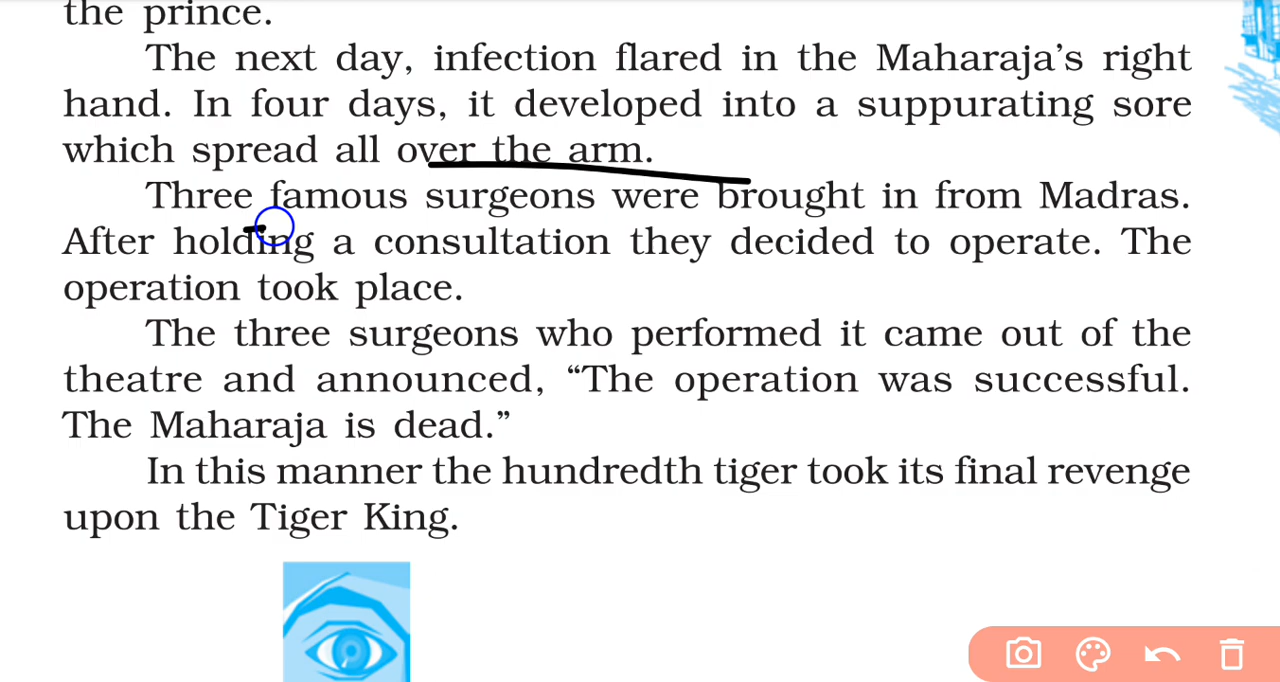 the prince.
The next day, infection flared in the Maharaja’s right
hand. In four days, it developed into a suppurating sore
which spread all over the arm.
Three famous surgeons were brought in from Madras.
After holding a consultation they decided to operate. The
operation took place.
The three surgeons who performed it came out of the
theatre and announced, “The operation was successful.
The Maharaja is dead.”
In this manner the hundredth tiger took its final revenge
upon the Tiger King.